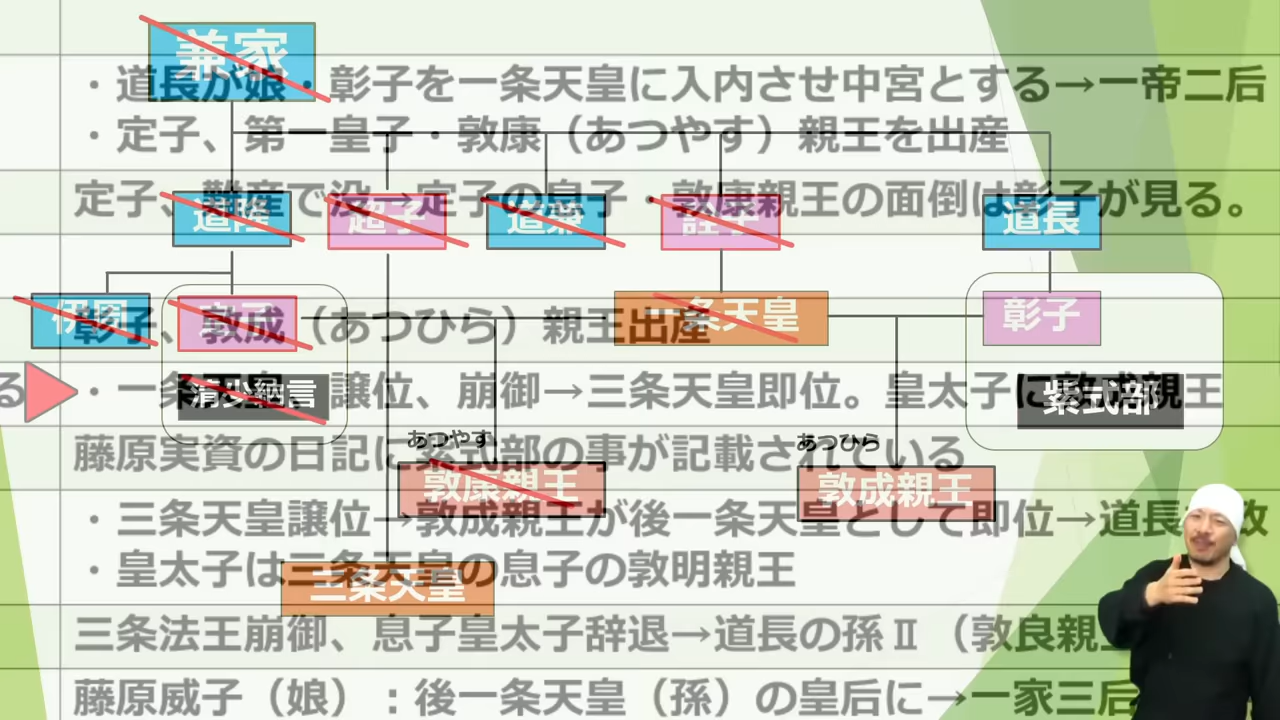 兼家
・道長が娘・彰子を一条天皇に入内させ中宮とする→一帝二后
・定子、第一皇子・敦康（あつやす）親王を出産
定子、難産で没→定子の息子 敦康親王の面倒は彰子が見る。
道隆 超子 道兼 詮子 道長
伊周 定子 一条天皇 彰子
彰子、敦成（あつひら）親王出産
る
・一条天皇 譲位、崩御→三条天皇即位。皇太子に敦成親王
清少納言 紫式部
藤原実資の日記に紫式部の事が記載されている
あつやす あつひら
敦康親王 敦成親王
・三条天皇譲位→敦成親王が後一条天皇として即位→道長
・皇太子は三条天皇の息子の敦明親王
三条天皇
三条法王崩御、息子皇太子辞退→道長の孫Ⅱ（敦良親
藤原威子（娘）：後一条天皇（孫）の皇后に→一家三后